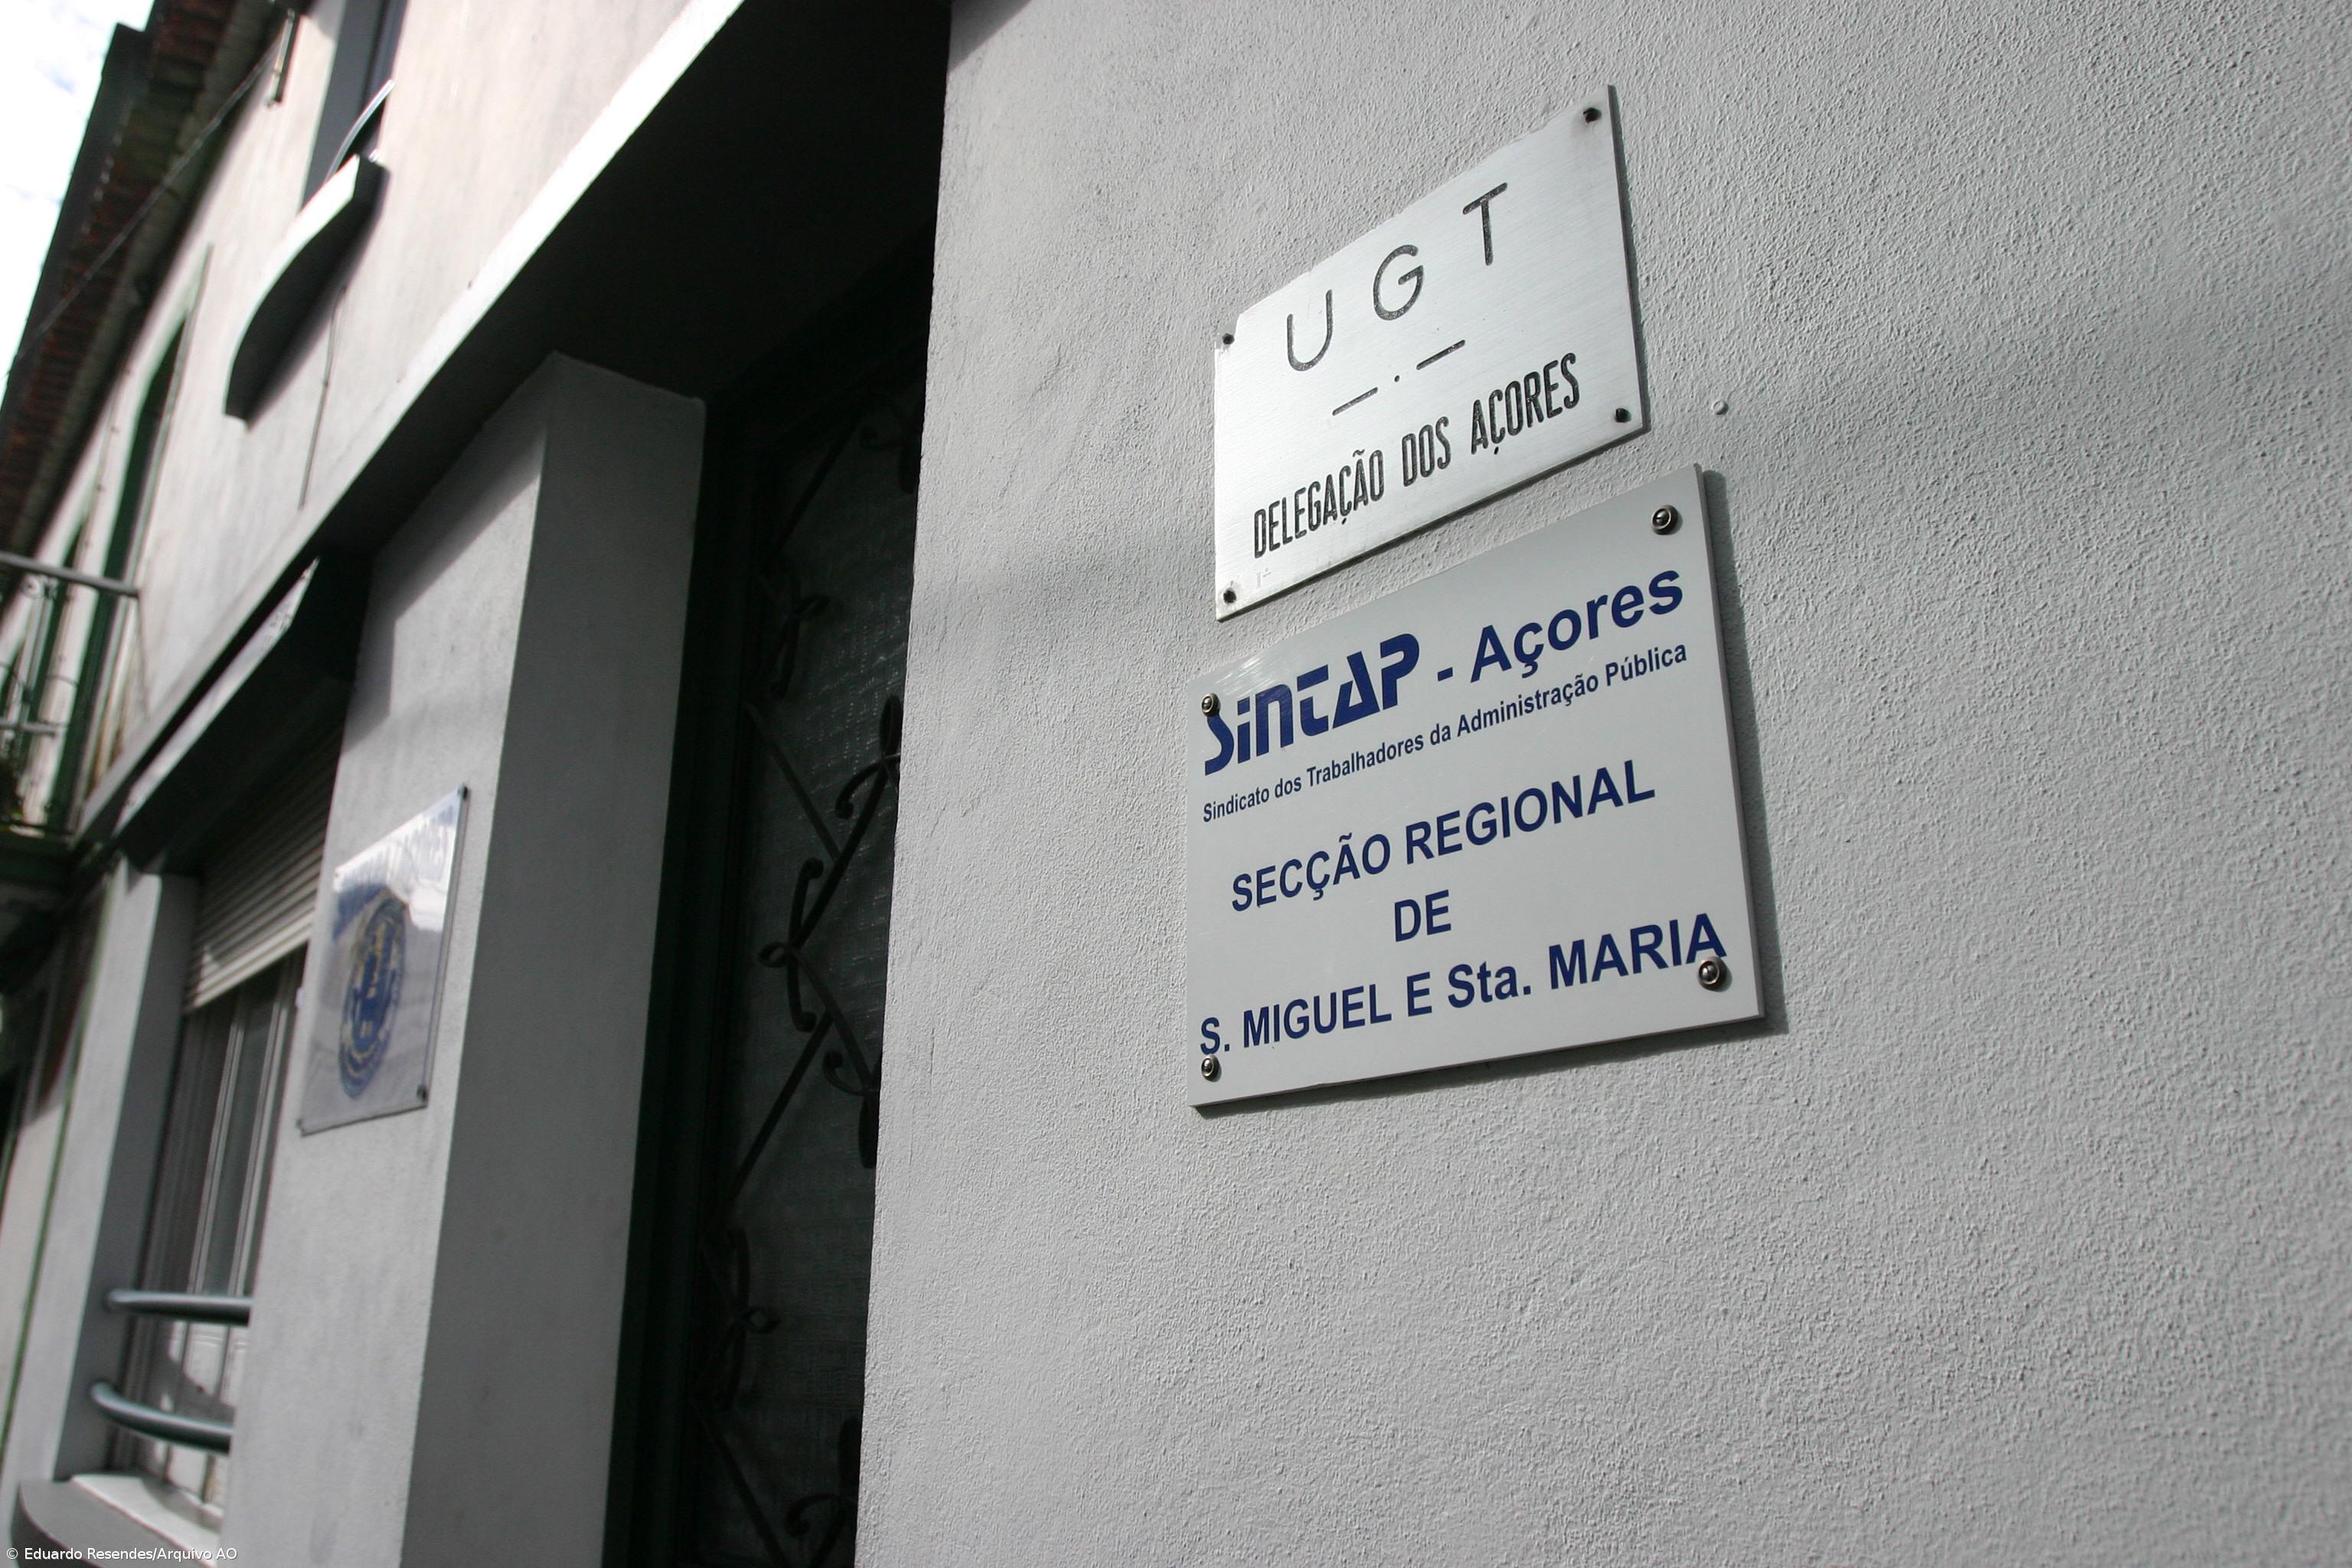 U G T
DELEGAÇÃO DOS AÇORES
SINTAP - Açores
Sindicato dos Trabalhadores da Administração Pública
SECÇÃO REGIONAL
DE
S. MIGUEL E Sta. MARIA
© Eduardo Resendes/Arquivo AO